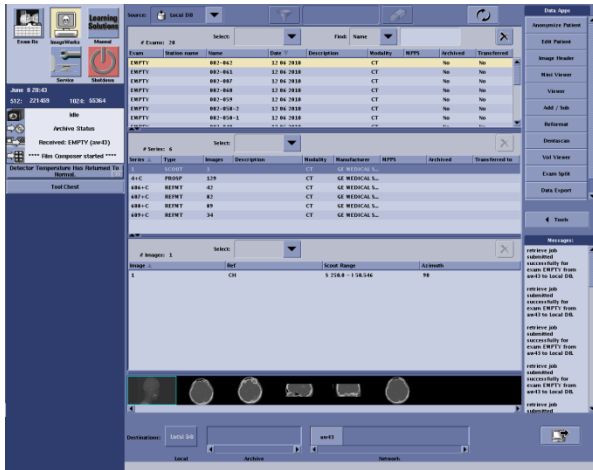 Learning
Solutions
Exam Rx ImageWorks Manual
Service Shutdown
June 8 20:43
512: 221459 1024: 55364
Idle
Archive Status
Received: EMPTY (aw43)
**** Film Composer started ****
Detector Temperature Has Returned To
Normal.
Tool Chest
Source: Local DB
# Exams: 20 Select: Find: Name
Exam Station name Name Date Description Modality MPPS Archived Transferred
EMPTY 002-062 12 06 2010 CT No No
EMPTY 002-061 12 06 2010 CT No No
EMPTY 002-007 12 06 2010 CT No No
EMPTY 002-060 12 06 2010 CT No No
EMPTY 002-059 12 06 2010 CT No No
EMPTY 002-050-2 12 06 2010 CT No No
EMPTY 002-050-1 12 06 2010 CT No No
# Series: 6 Select:
Series Type Images Description Modality Manufacturer MPPS Archived Transferred to
1 SCOUT 1 CT GE MEDICAL S...
4+C PROSP 129 CT GE MEDICAL S...
606+C REFMT 42 CT GE MEDICAL S...
607+C REFMT 02 CT GE MEDICAL S...
608+C REFMT 89 CT GE MEDICAL S...
609+C REFMT 34 CT GE MEDICAL S...
# Images: 1 Select:
Image Ref Scout Range Azimuth
1 CH S 250.0 - I 50.546 90
Destinations: Local DB aw43
Local Archive Network
Data Apps
Anonymize Patient
Edit Patient
Image Header
Mini Viewer
Viewer
Add / Sub
Reformat
Dentascan
Vol Viewer
Exam Split
Data Export
Tools
Messages:
retrieve job
submitted
successfully for
exam EMPTY from
aw43 to Local DB.
retrieve job
submitted
successfully for
exam EMPTY from
aw43 to Local DB.
retrieve job
submitted
successfully for
exam EMPTY from
aw43 to Local DB.
retrieve job
submitted
successfully for
exam EMPTY from
aw43 to Local DB.
retrieve job
submitted